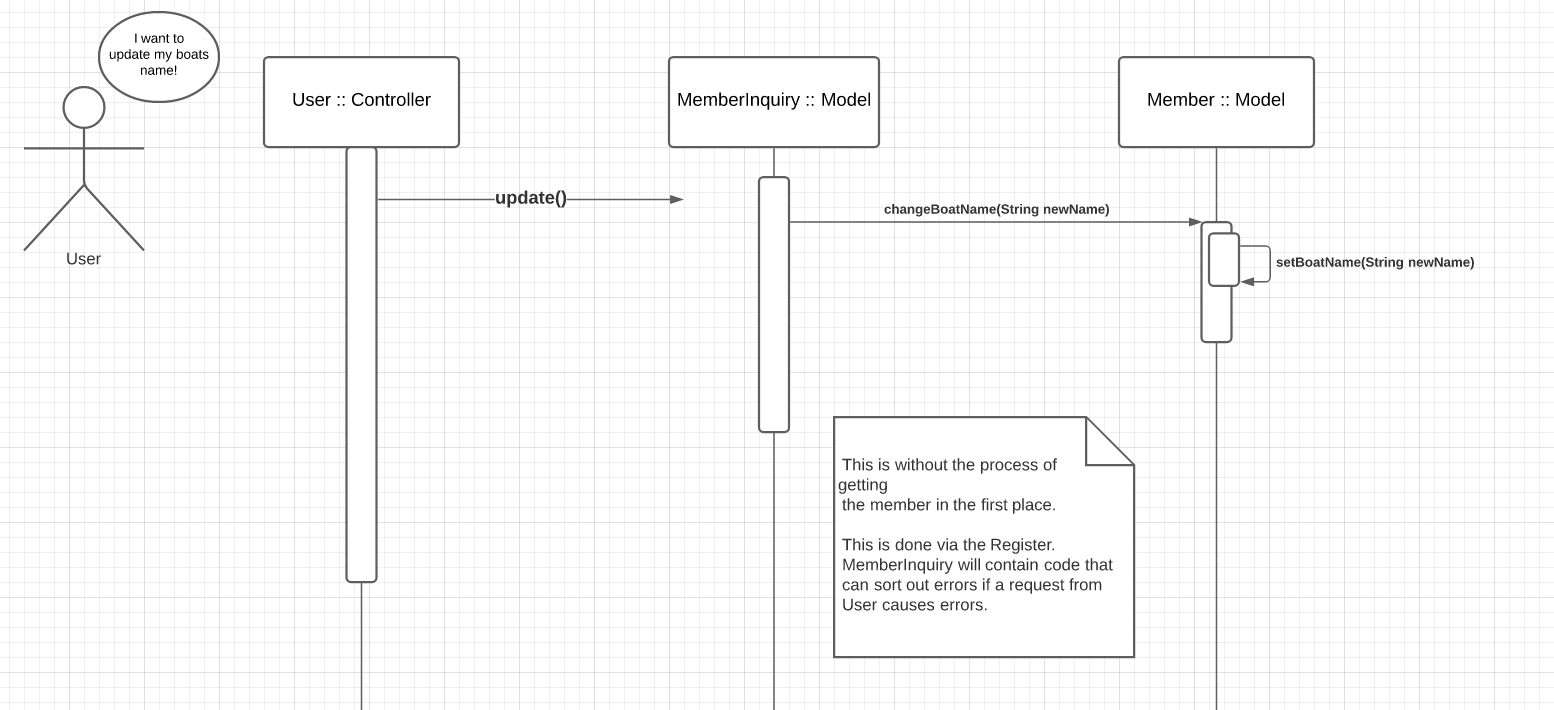 I want to
update my boats
name!
User
User :: Controller
MemberInquiry :: Model
Member :: Model
update()
changeBoatName(String newName)
setBoatName(String newName)
This is without the process of
getting
the member in the first place.
This is done via the Register.
MemberInquiry will contain code that
can sort out errors if a request from
User causes errors.